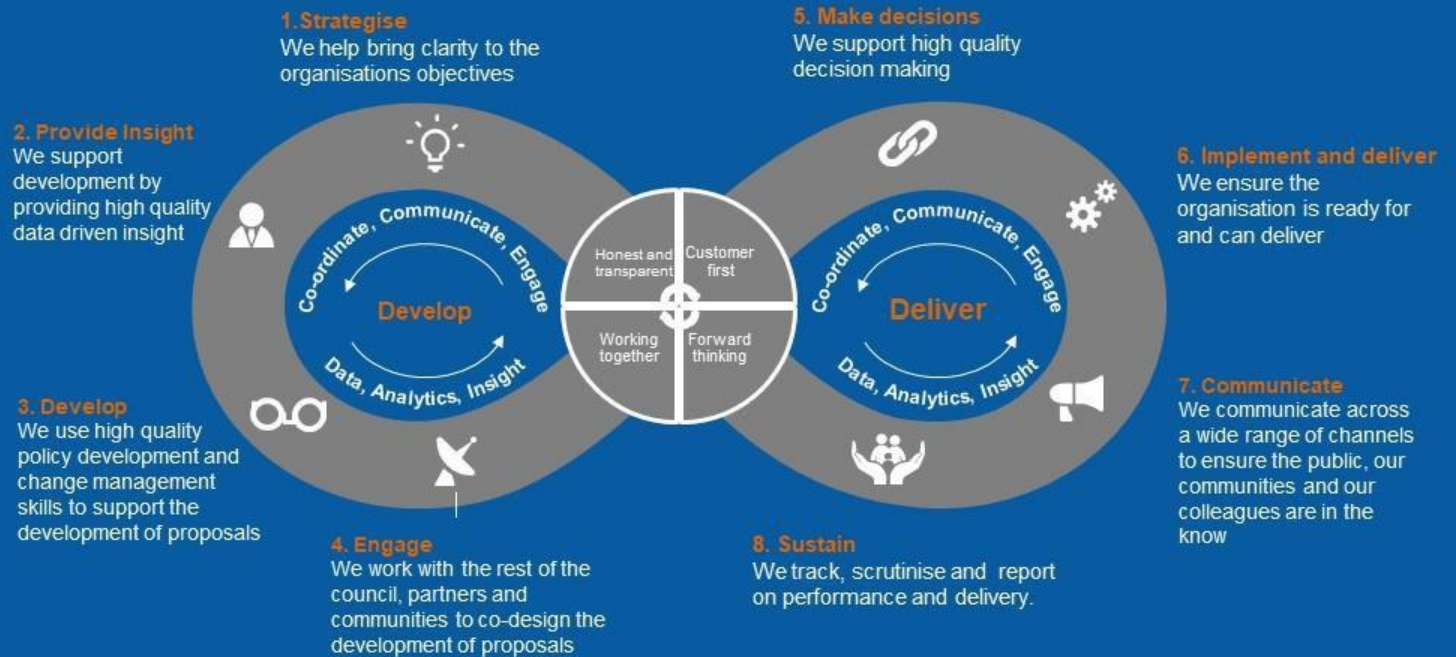 1.Strategise
We help bring clarity to the
organisations objectives
2. Provide Insight
We support
development by
providing high quality
data driven insight
3. Develop
We use high quality
policy development and
change management
skills to support the
development of proposals
4. Engage
We work with the rest of the
council, partners and
communities to co-design the
development of proposals
Co-ordinate, Communicate, Engage
Develop
Data, Analytics, Insight
Honest and
transparent
Customer
first
Working
together
Forward
thinking
S
5. Make decisions
We support high quality
decision making
6. Implement and deliver
We ensure the
organisation is ready for
and can deliver
Co-ordinate, Communicate, Engage
Deliver
Data, Analytics, Insight
7. Communicate
We communicate across
a wide range of channels
to ensure the public, our
communities and our
colleagues are in the
know
8. Sustain
We track, scrutinise and report
on performance and delivery.